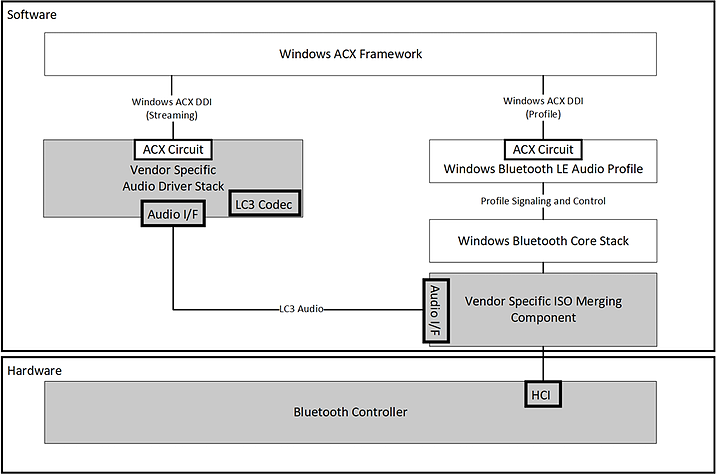 Software
Windows ACX Framework
Windows ACX DDI
(Streaming)
Windows ACX DDI
(Profile)
ACX Circuit
Vendor Specific
Audio Driver Stack
LC3 Codec
Audio I/F
ACX Circuit
Windows Bluetooth LE Audio Profile
Profile Signaling and Control
Windows Bluetooth Core Stack
Audio I/F
Vendor Specific ISO Merging
Component
LC3 Audio
Hardware
HCI
Bluetooth Controller